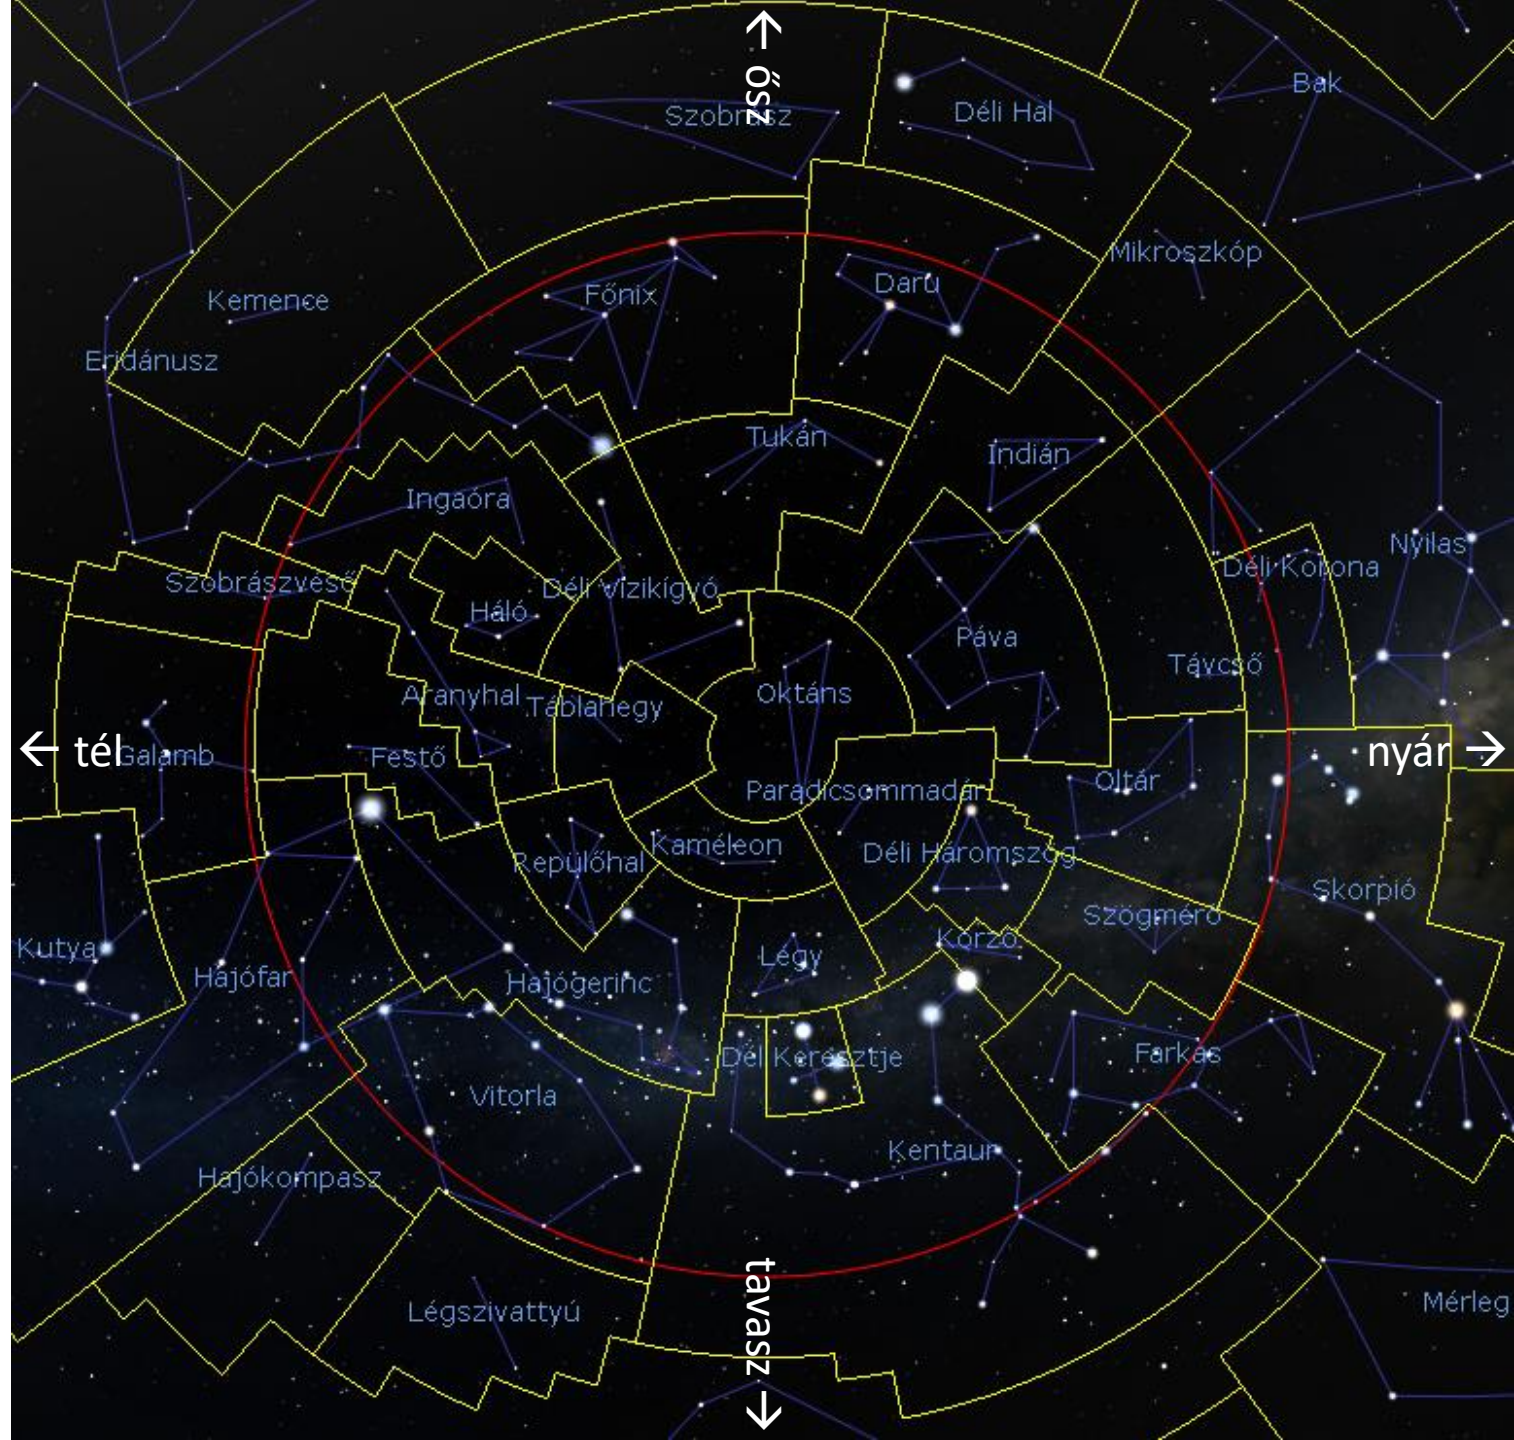 ősz
Bak
Szobrász
Déli Hal
Mikroszkóp
Daru
Főnix
Kemence
Eridánusz
Tukán
Indián
Ingaóra
Nyilas
Déli Korona
Szobrászvéső
Déli Vízikígyó
Háló
Páva
Távcső
Oktáns
Aranyhal
Táblahegy
← tél
Galamb
Festő
nyár →
Oltár
Paradicsommadár
Kaméleon
Déli Háromszög
Repülőhal
Skorpió
Szögmérő
Körző
Kutya
Légy
Hajófar
Hajógerinc
Dél Keresztje
Farkas
Vitorla
Kentaur
Hajókompasz
Mérleg
Légszivattyú
tavasz →